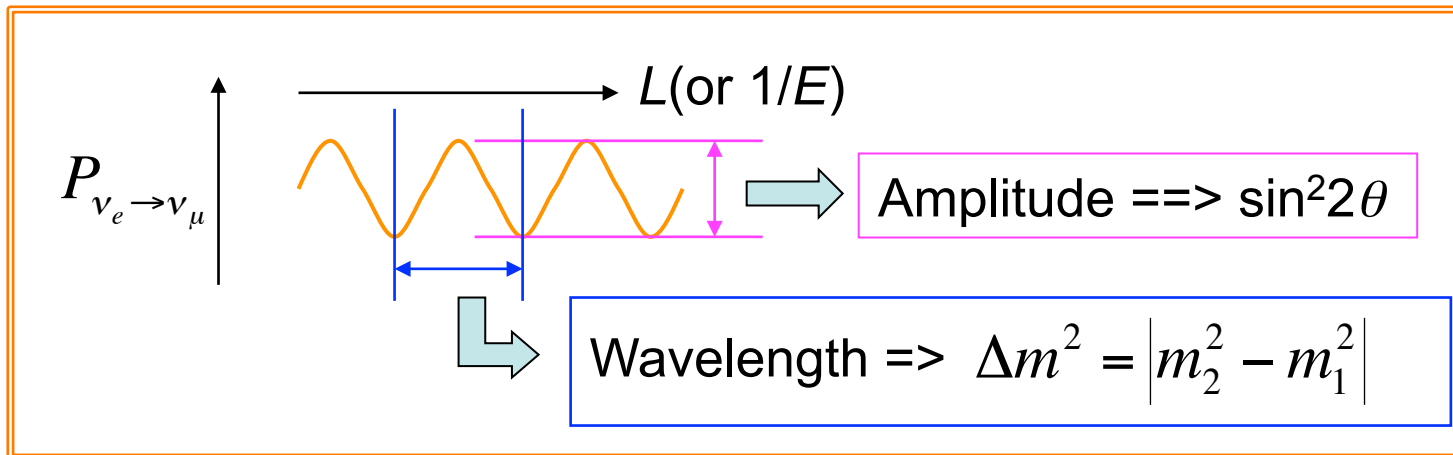 L(or 1/E)
P_{ν_e→ν_μ}
Amplitude ==> sin²2θ
Wavelength => Δm² = |m₂² − m₁²|